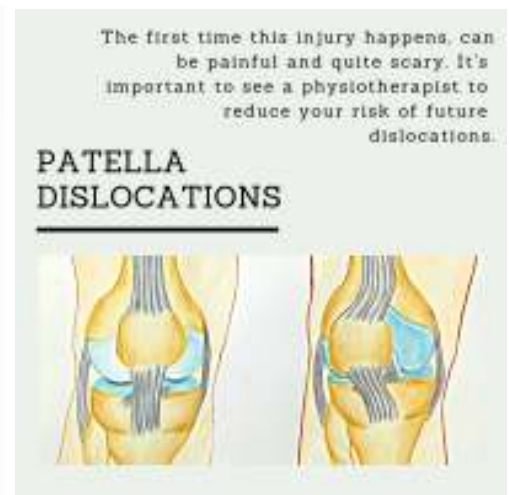 The first time this injury happens, can
be painful and quite scary. It's
important to see a physiotherapist to
reduce your risk of future
dislocations.
PATELLA
DISLOCATIONS